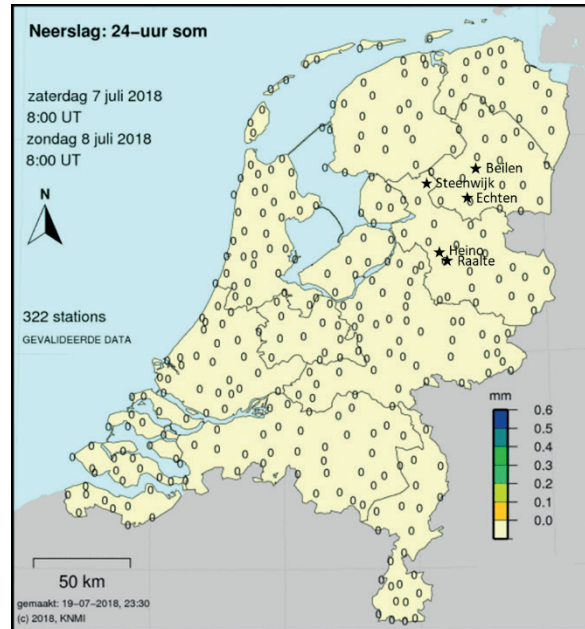 Neerslag: 24-uur som
zaterdag 7 juli 2018
8:00 UT
zondag 8 juli 2018
8:00 UT
N
Beilen
Steenwijk
Echten
Heino
Raalte
322 stations
GEVALIDEERDE DATA
mm
0.6
0.5
0.4
0.3
0.2
0.1
0.0
50 km
gemaakt: 19-07-2018, 23:30
(c) 2018, KNMI